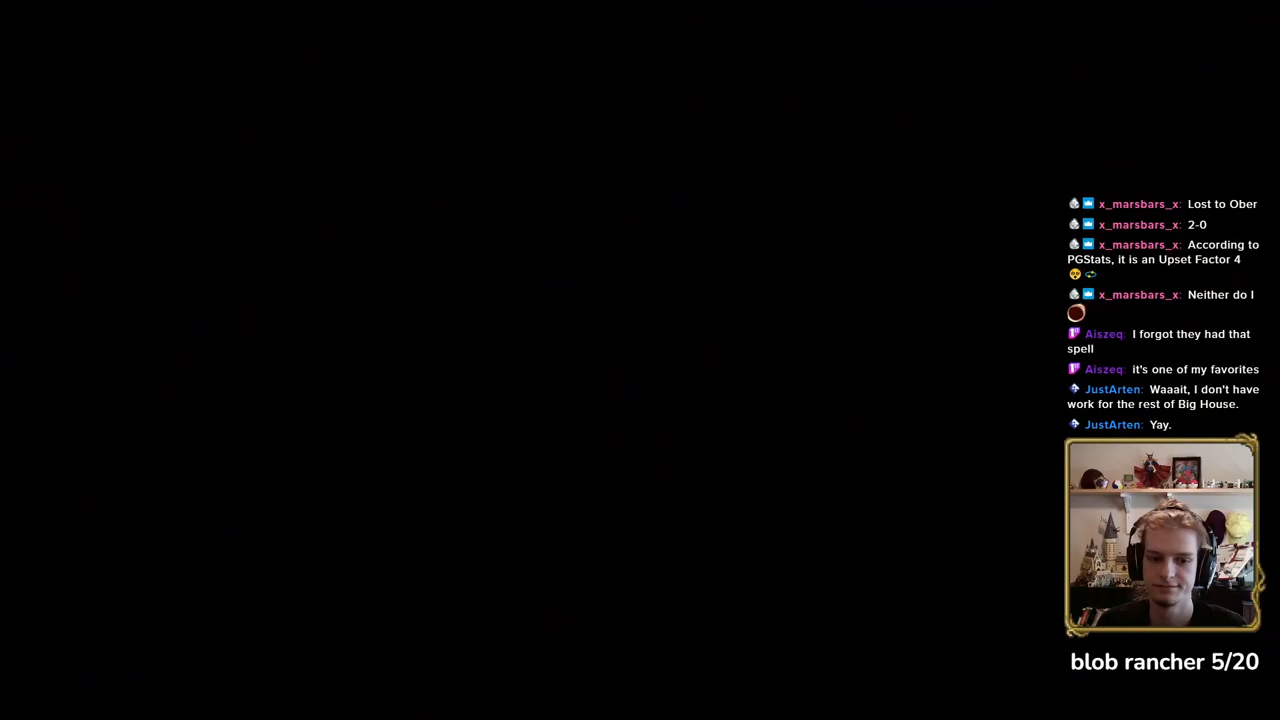 x_marsbars_x: Lost to Ober
x_marsbars_x: 2-0
x_marsbars_x: According to
PGStats, it is an Upset Factor 4
x_marsbars_x: Neither do I
Aiszeq: I forgot they had that
spell
Aiszeq: it's one of my favorites
JustArten: Waaait, I don't have
work for the rest of Big House.
JustArten: Yay.
blob rancher 5/20